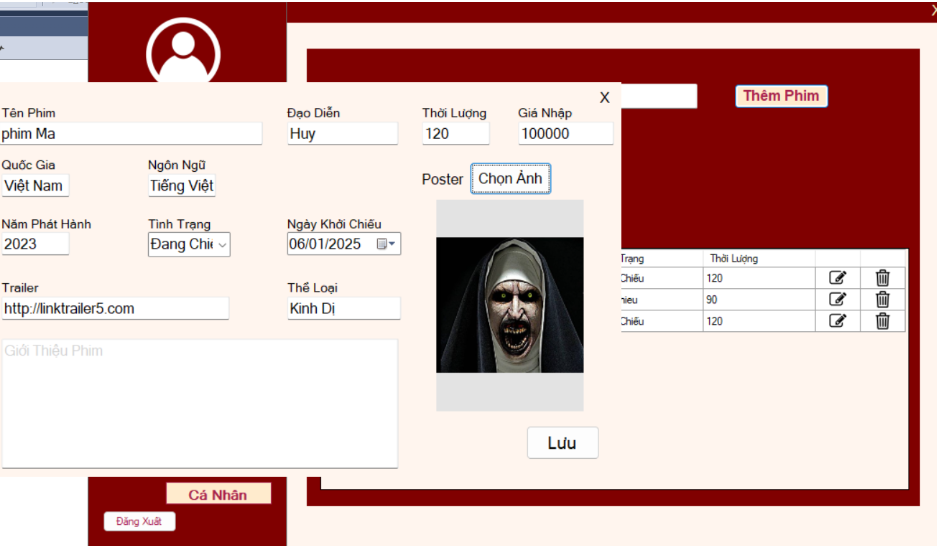 X
Thêm Phim
X
Tên Phim
Đạo Diễn
Thời Lượng
Giá Nhập
phim Ma
Huy
120
100000
Quốc Gia
Ngôn Ngữ
Việt Nam
Tiếng Việt
Poster
Chọn Ảnh
Năm Phát Hành
Tình Trạng
Ngày Khởi Chiếu
2023
Đang Chiế
06/01/2025
Trailer
Thể Loại
http://linktrailer5.com
Kinh Dị
Giới Thiệu Phim
Lưu
Trạng
Thời Lượng
Chiếu
120
90
Chiếu
120
Cá Nhân
Đăng Xuất